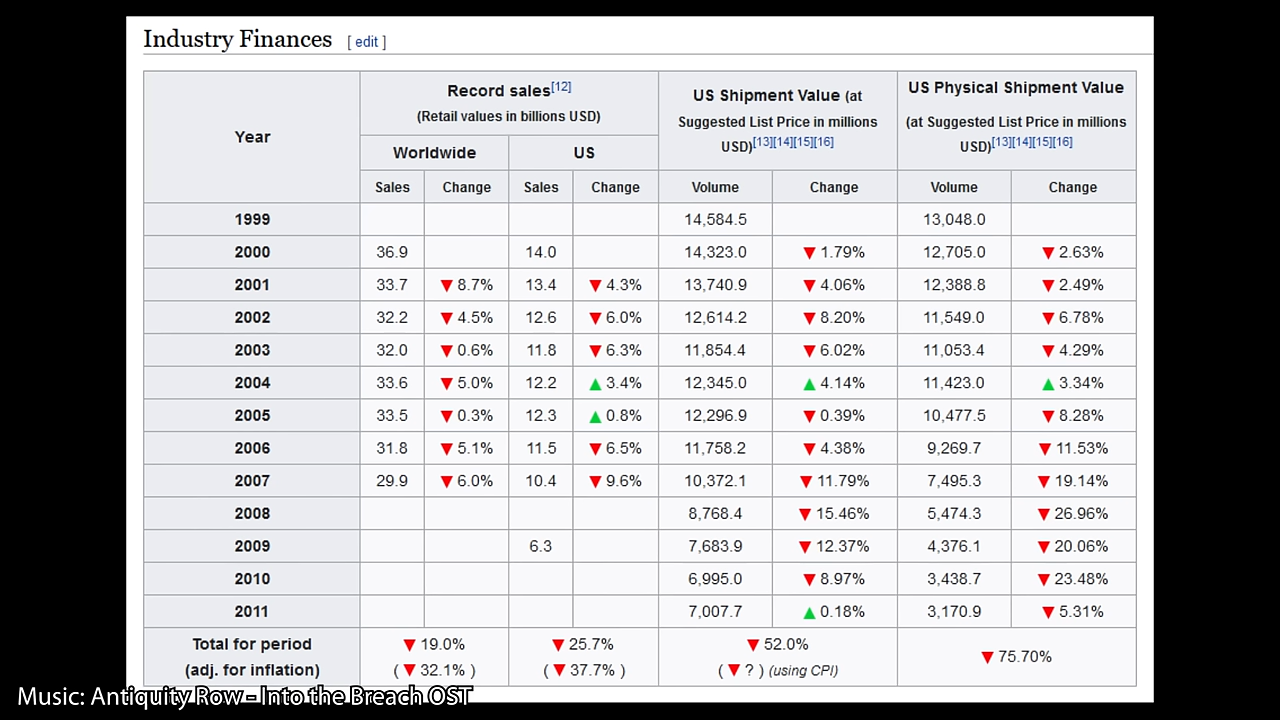 Industry Finances [ edit ]
Year
Record sales[12]
(Retail values in billions USD)
US Shipment Value (at
Suggested List Price in millions
USD)[13][14][15][16]
US Physical Shipment Value
(at Suggested List Price in millions
USD)[13][14][15][16]
Worldwide US
Sales Change Sales Change Volume Change Volume Change
1999 14,584.5 13,048.0
2000 36.9 14.0 14,323.0 ▼ 1.79% 12,705.0 ▼ 2.63%
2001 33.7 ▼ 8.7% 13.4 ▼ 4.3% 13,740.9 ▼ 4.06% 12,388.8 ▼ 2.49%
2002 32.2 ▼ 4.5% 12.6 ▼ 6.0% 12,614.2 ▼ 8.20% 11,549.0 ▼ 6.78%
2003 32.0 ▼ 0.6% 11.8 ▼ 6.3% 11,854.4 ▼ 6.02% 11,053.4 ▼ 4.29%
2004 33.6 ▼ 5.0% 12.2 ▲ 3.4% 12,345.0 ▲ 4.14% 11,423.0 ▲ 3.34%
2005 33.5 ▼ 0.3% 12.3 ▲ 0.8% 12,296.9 ▼ 0.39% 10,477.5 ▼ 8.28%
2006 31.8 ▼ 5.1% 11.5 ▼ 6.5% 11,758.2 ▼ 4.38% 9,269.7 ▼ 11.53%
2007 29.9 ▼ 6.0% 10.4 ▼ 9.6% 10,372.1 ▼ 11.79% 7,495.3 ▼ 19.14%
2008 8,768.4 ▼ 15.46% 5,474.3 ▼ 26.96%
2009 6.3 7,683.9 ▼ 12.37% 4,376.1 ▼ 20.06%
2010 6,995.0 ▼ 8.97% 3,438.7 ▼ 23.48%
2011 7,007.7 ▲ 0.18% 3,170.9 ▼ 5.31%
Total for period ▼ 19.0% ▼ 25.7% ▼ 52.0% ▼ 75.70%
(adj. for inflation) ( ▼ 32.1% ) ( ▼ 37.7% ) ( ▼ ? ) (using CPI)
Music: Antiquity Row - Into the Breach OST